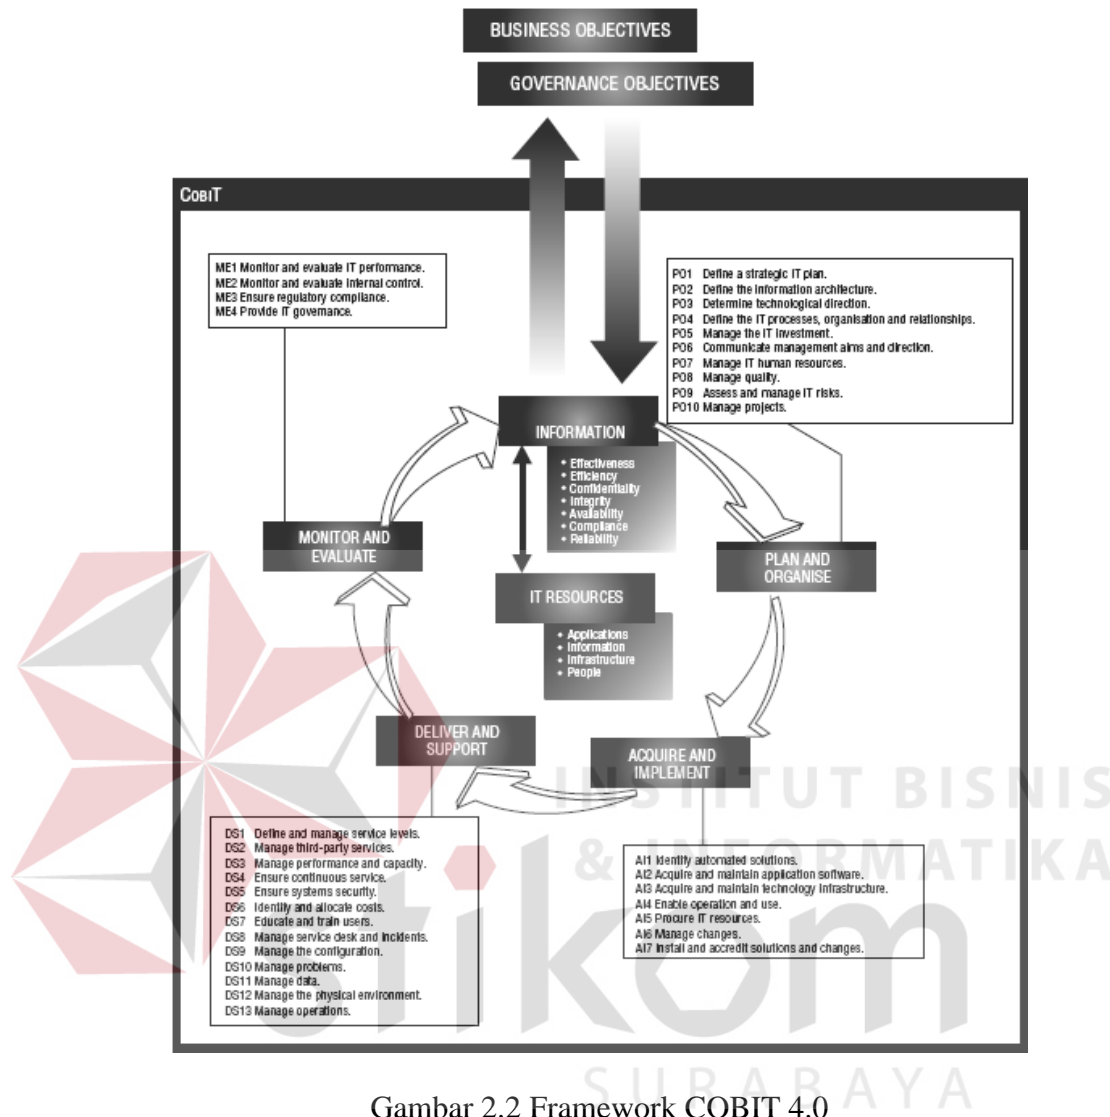 BUSINESS OBJECTIVES
GOVERNANCE OBJECTIVES
COBIT
ME1 Monitor and evaluate IT performance.
ME2 Monitor and evaluate internal control.
ME3 Ensure regulatory compliance.
ME4 Provide IT governance.
PO1 Define a strategic IT plan.
PO2 Define the information architecture.
PO3 Determine technological direction.
PO4 Define the IT processes, organisation and relationships.
PO5 Manage the IT investment.
PO6 Communicate management aims and direction.
PO7 Manage IT human resources.
PO8 Manage quality.
PO9 Assess and manage IT risks.
PO10 Manage projects.
INFORMATION
• Effectiveness
• Efficiency
• Confidentiality
• Integrity
• Availability
• Compliance
• Reliability
MONITOR AND
EVALUATE
PLAN AND
ORGANISE
IT RESOURCES
• Applications
• Information
• Infrastructure
• People
DELIVER AND
SUPPORT
ACQUIRE AND
IMPLEMENT
DS1 Define and manage service levels.
DS2 Manage third-party services.
DS3 Manage performance and capacity.
DS4 Ensure continuous service.
DS5 Ensure systems security.
DS6 Identify and allocate costs.
DS7 Educate and train users.
DS8 Manage service desk and incidents.
DS9 Manage the configuration.
DS10 Manage problems.
DS11 Manage data.
DS12 Manage the physical environment.
DS13 Manage operations.
AI1 Identify automated solutions.
AI2 Acquire and maintain application software.
AI3 Acquire and maintain technology infrastructure.
AI4 Enable operation and use.
AI5 Procure IT resources.
AI6 Manage changes.
AI7 Install and accredit solutions and changes.
INSTITUT BISNIS
& INFORMATIKA
stikom
SURABAYA
Gambar 2.2 Framework COBIT 4.0